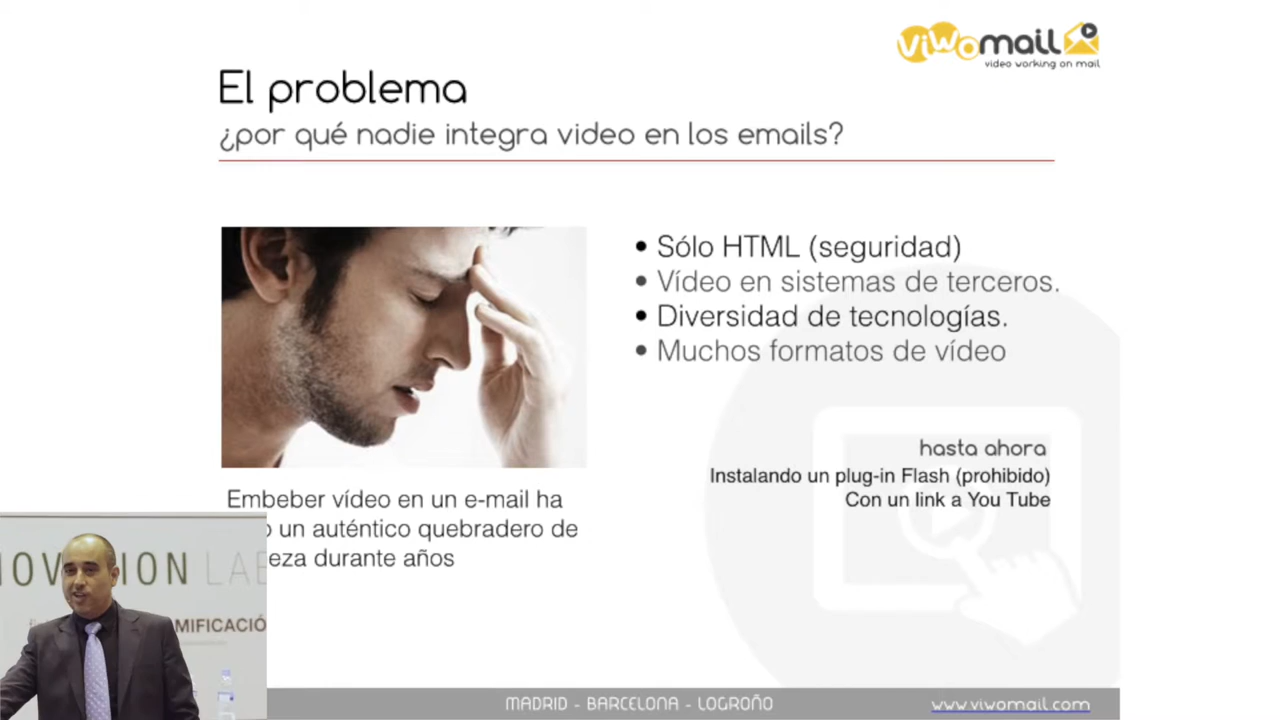 viwomail
video working on mail
El problema
¿por qué nadie integra video en los emails?
• Sólo HTML (seguridad)
• Vídeo en sistemas de terceros.
• Diversidad de tecnologías.
• Muchos formatos de vídeo
hasta ahora
Instalando un plug-in Flash (prohibido)
Con un link a You Tube
Embeber vídeo en un e-mail ha
un auténtico quebradero de
eza durante años
OVATION LAB
MIFICACIÓ
MADRID - BARCELONA - LOGROÑO
www.viwomail.com